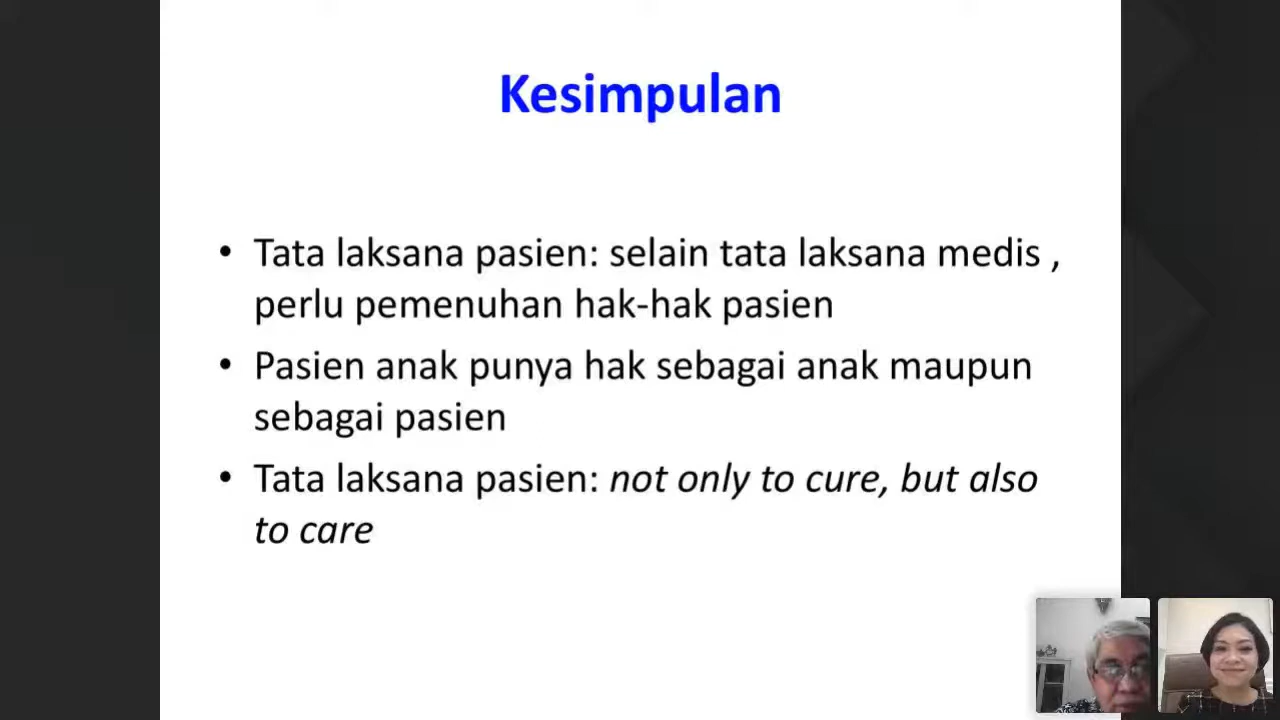 Kesimpulan
• Tata laksana pasien: selain tata laksana medis ,
perlu pemenuhan hak-hak pasien
• Pasien anak punya hak sebagai anak maupun
sebagai pasien
• Tata laksana pasien: not only to cure, but also
to care